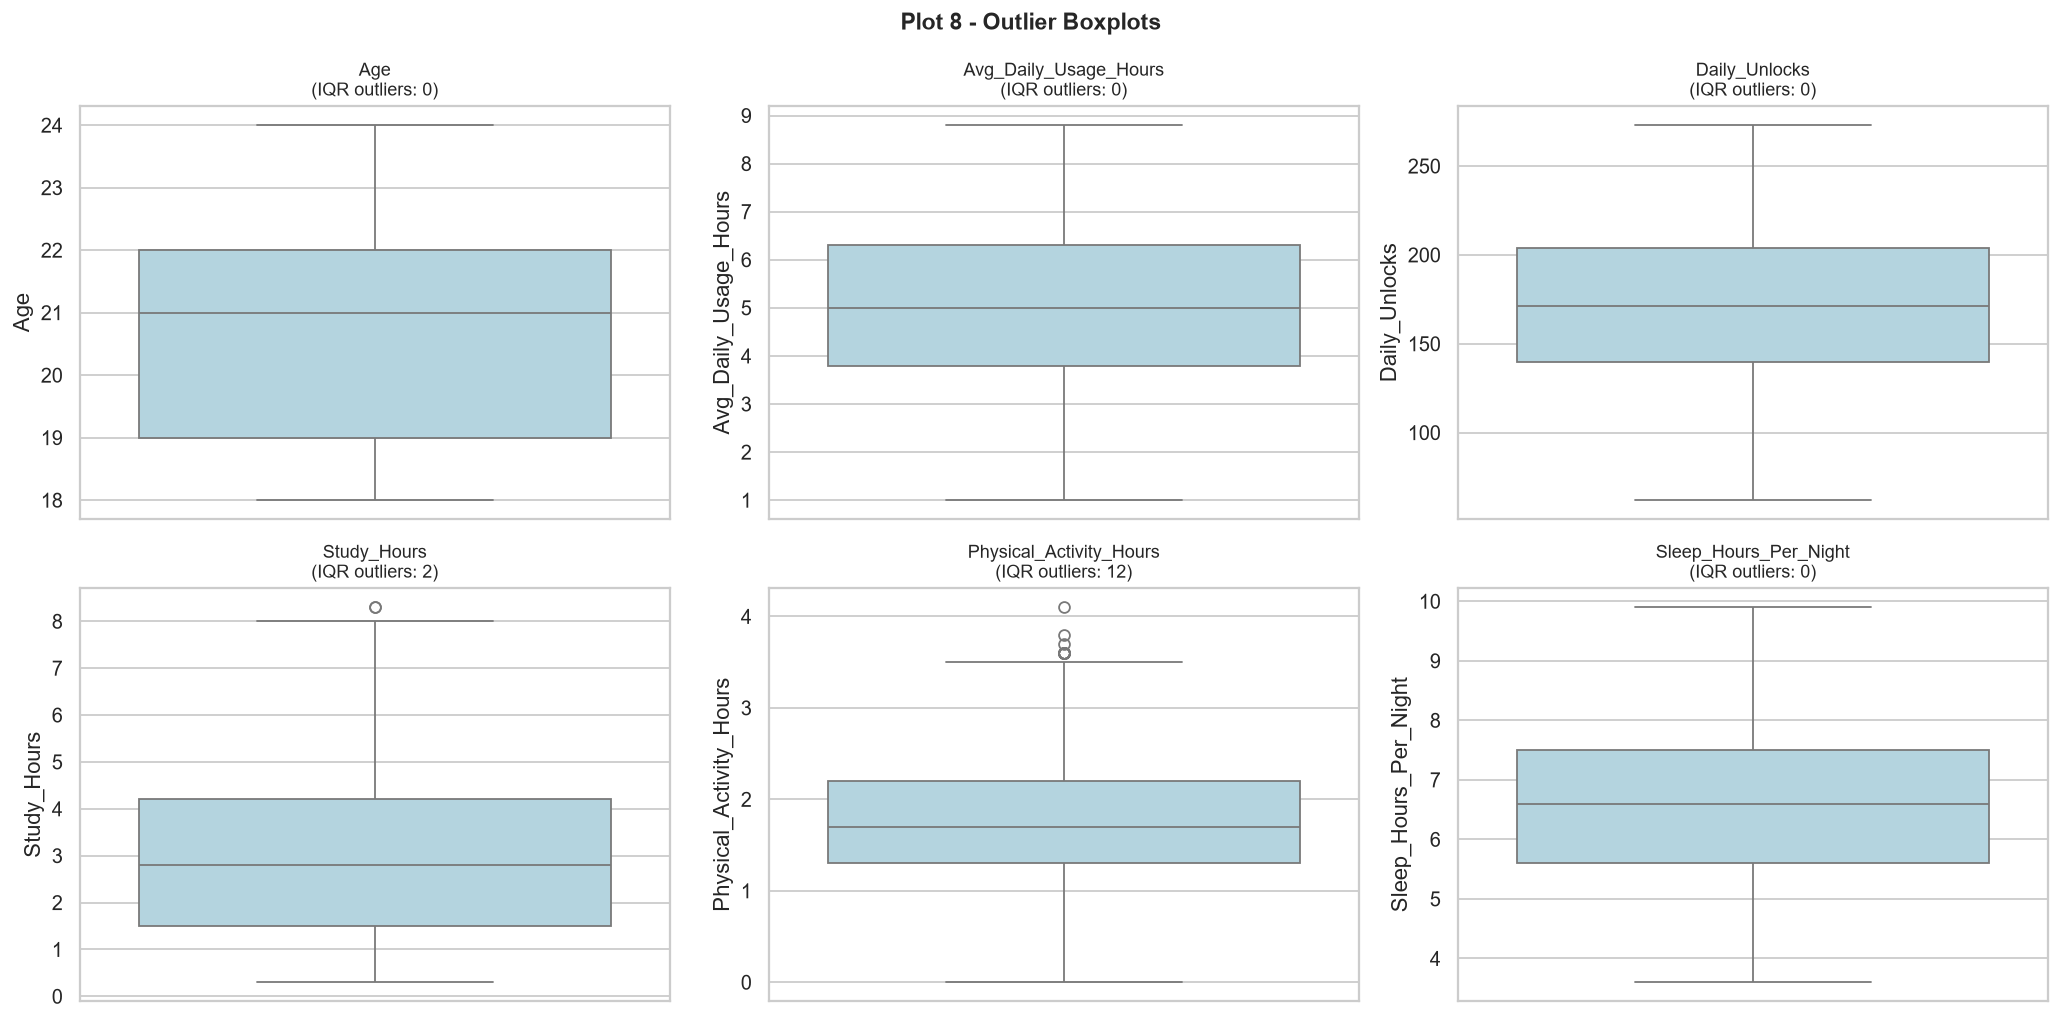 Plot 8 - Outlier Boxplots
Age
(IQR outliers: 0)
24
23
22
21
20
19
18
Age
Avg_Daily_Usage_Hours
(IQR outliers: 0)
9
8
7
6
5
4
3
2
1
Avg_Daily_Usage_Hours
Daily_Unlocks
(IQR outliers: 0)
250
200
150
100
Daily_Unlocks
Study_Hours
(IQR outliers: 2)
8
7
6
5
4
3
2
1
0
Study_Hours
Physical_Activity_Hours
(IQR outliers: 12)
4
3
2
1
0
Physical_Activity_Hours
Sleep_Hours_Per_Night
(IQR outliers: 0)
10
9
8
7
6
5
4
Sleep_Hours_Per_Night